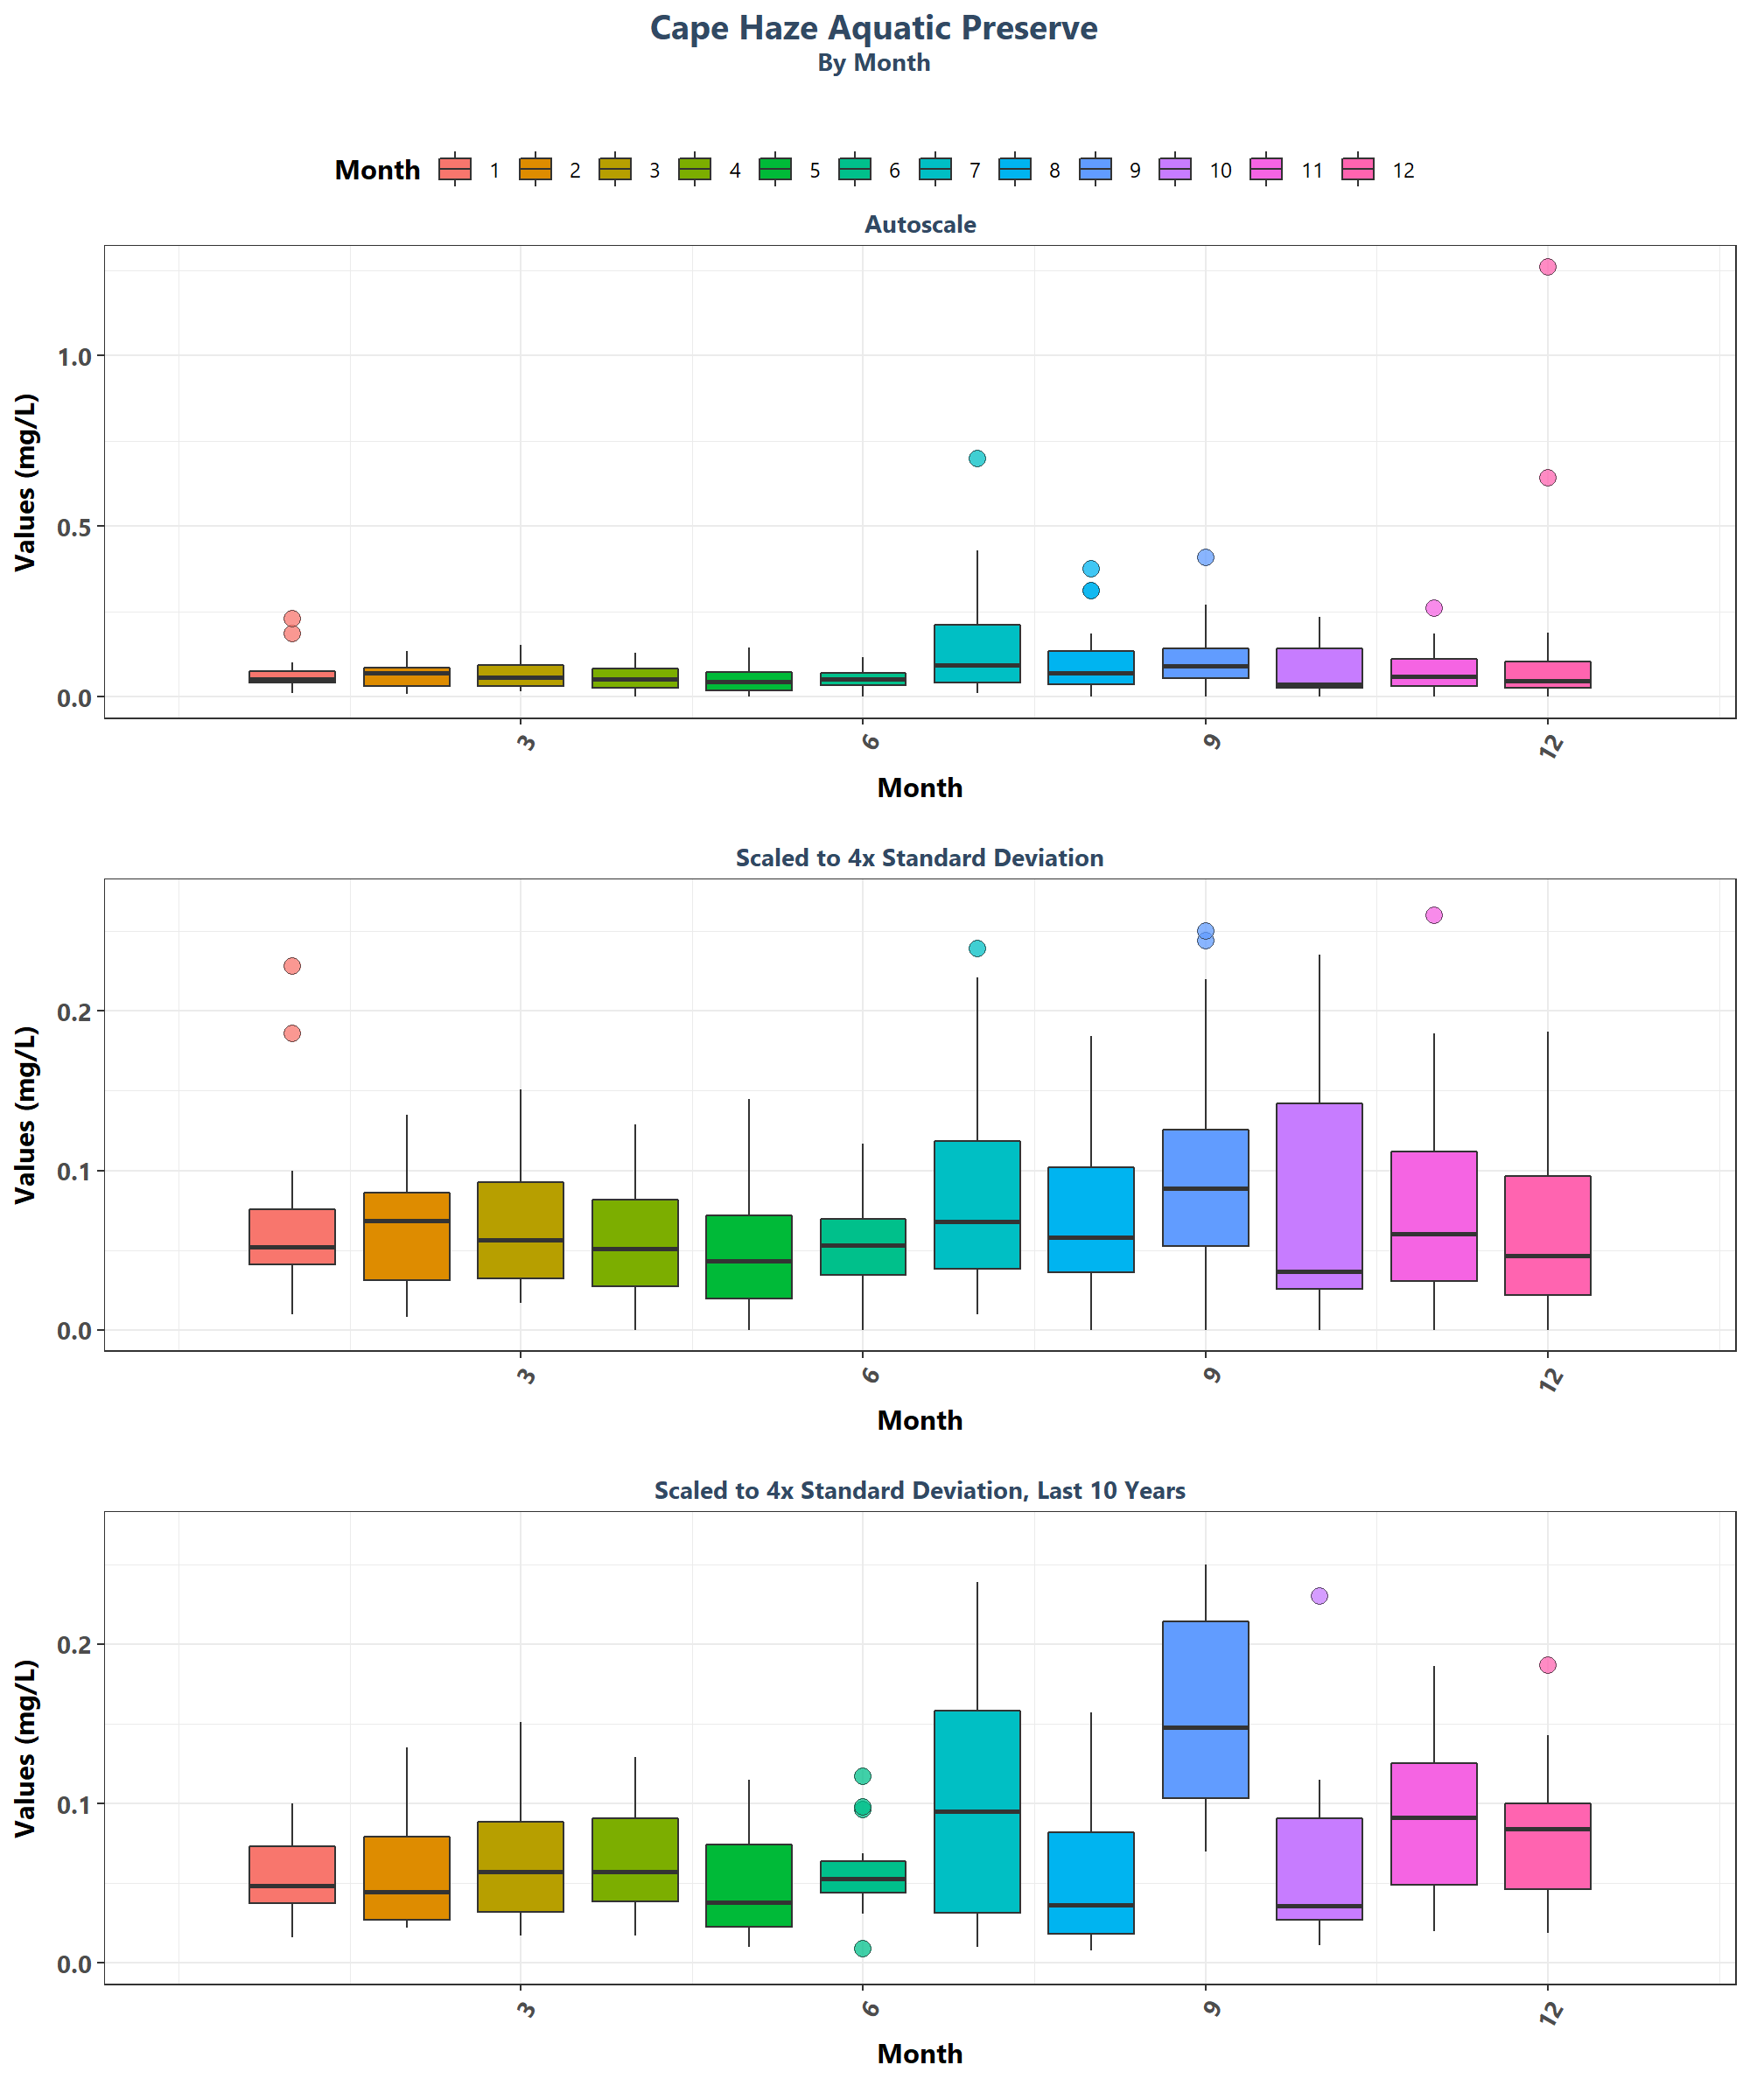 Cape Haze Aquatic Preserve
By Month
Month 1 2 3 4 5 6 7 8 9 10 11 12
Autoscale
Values (mg/L)
1.0
0.5
0.0
3 6 9 12
Month
Scaled to 4x Standard Deviation
Values (mg/L)
0.2
0.1
0.0
3 6 9 12
Month
Scaled to 4x Standard Deviation, Last 10 Years
Values (mg/L)
0.2
0.1
0.0
3 6 9 12
Month